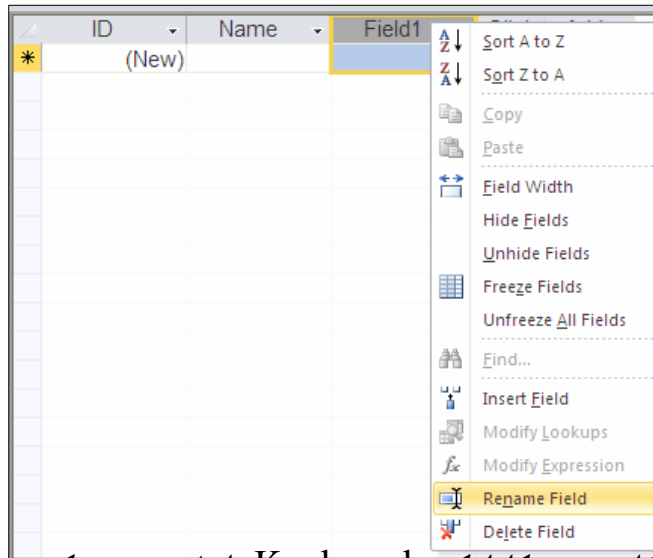 ID Name Field1
(New)
Sort A to Z
Sort Z to A
Copy
Paste
Field Width
Hide Fields
Unhide Fields
Freeze Fields
Unfreeze All Fields
Find...
Insert Field
Modify Lookups
Modify Expression
Rename Field
Delete Field